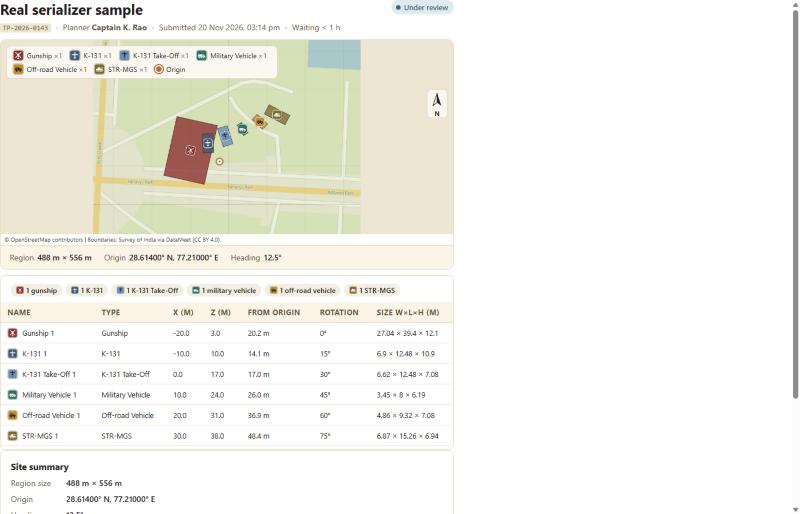 Real serializer sample
Under review
TP-2026-0143 · Planner Captain K. Rao · Submitted 20 Nov 2026, 03:14 pm · Waiting < 1 h
Gunship ×1 K-131 ×1 K-131 Take-Off ×1 Military Vehicle ×1
Off-road Vehicle ×1 STR-MGS ×1 Origin
N
© OpenStreetMap contributors | Boundaries: Survey of India via DataMeet (CC BY 4.0)
Region 488 m × 556 m Origin 28.61400° N, 77.21000° E Heading 12.5°
1 gunship 1 K-131 1 K-131 Take-Off 1 military vehicle 1 off-road vehicle 1 STR-MGS
NAME TYPE X (M) Z (M) FROM ORIGIN ROTATION SIZE W×L×H (M)
Gunship 1 Gunship -20.0 3.0 20.2 m 0° 27.04 × 39.4 × 12.1
K-131 1 K-131 -10.0 10.0 14.1 m 15° 6.9 × 12.48 × 10.9
K-131 Take-Off 1 K-131 Take-Off 0.0 17.0 17.0 m 30° 6.62 × 12.48 × 7.08
Military Vehicle 1 Military Vehicle 10.0 24.0 26.0 m 45° 3.45 × 8 × 6.19
Off-road Vehicle 1 Off-road Vehicle 20.0 31.0 36.9 m 60° 4.86 × 9.32 × 7.08
STR-MGS 1 STR-MGS 30.0 38.0 48.4 m 75° 6.87 × 15.26 × 6.94
Site summary
Region size 488 m × 556 m
Origin 28.61400° N, 77.21000° E